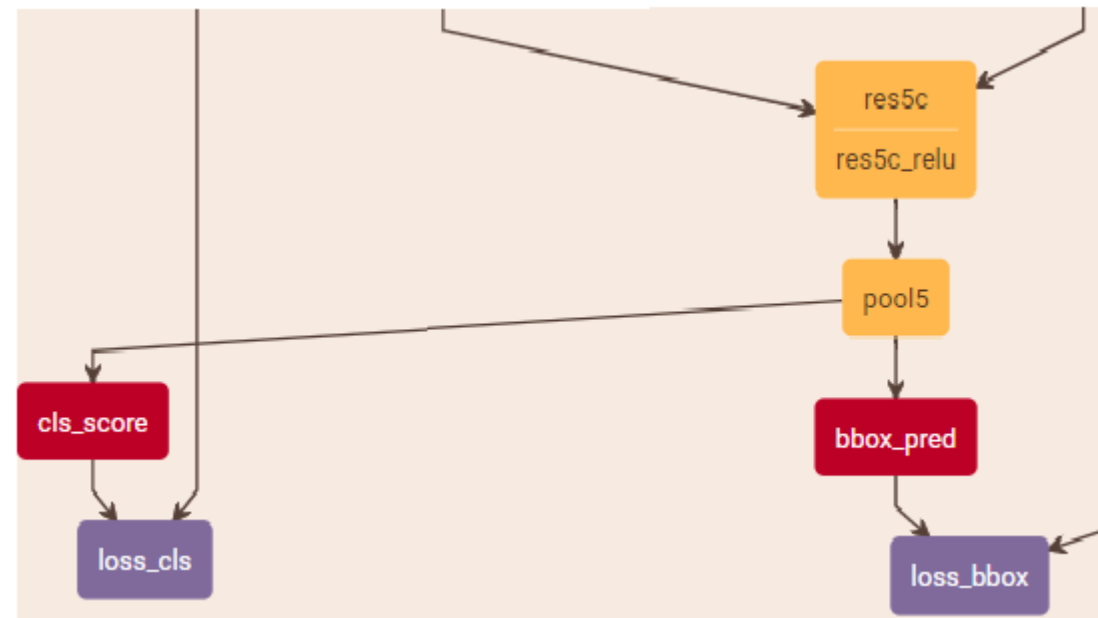 res5c
res5c_relu
pool5
cls_score
bbox_pred
loss_cls
loss_bbox